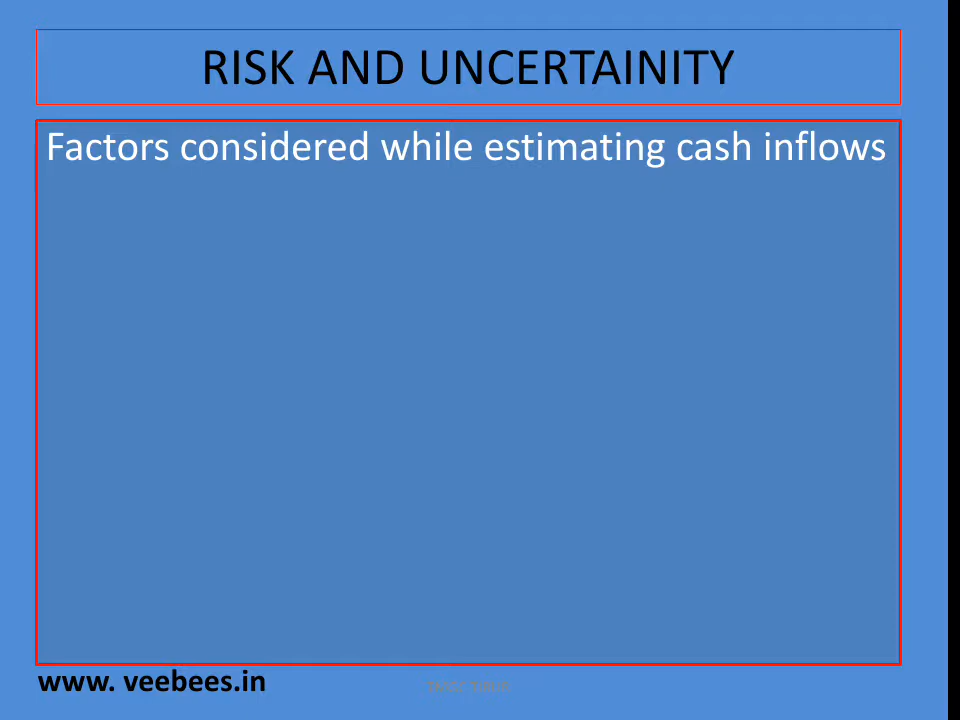 RISK AND UNCERTAINITY
Factors considered while estimating cash inflows
www. veebees.in